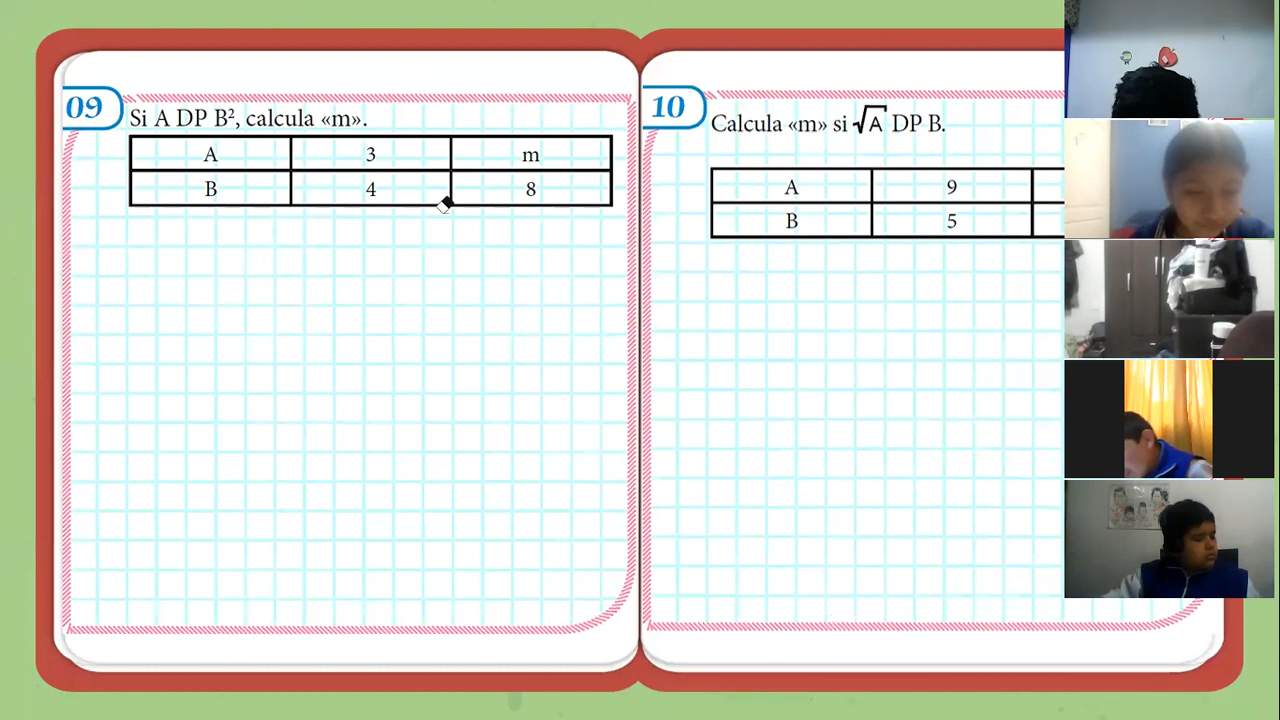 09
Si A DP B², calcula «m».
A 3 m
B 4 8
10
Calcula «m» si √A DP B.
A 9
B 5